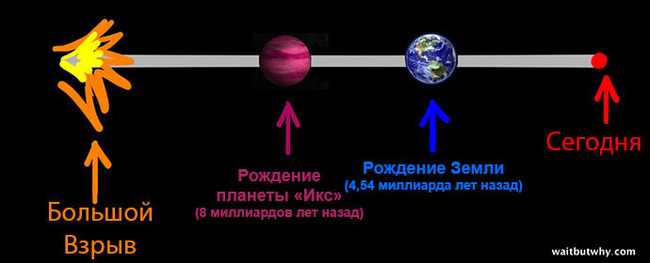 Большой
Взрыв
Рождение
планеты «Икс»
(8 миллиардов лет назад)
Рождение Земли
(4,54 миллиарда лет назад)
Сегодня
waitbutwhy.com